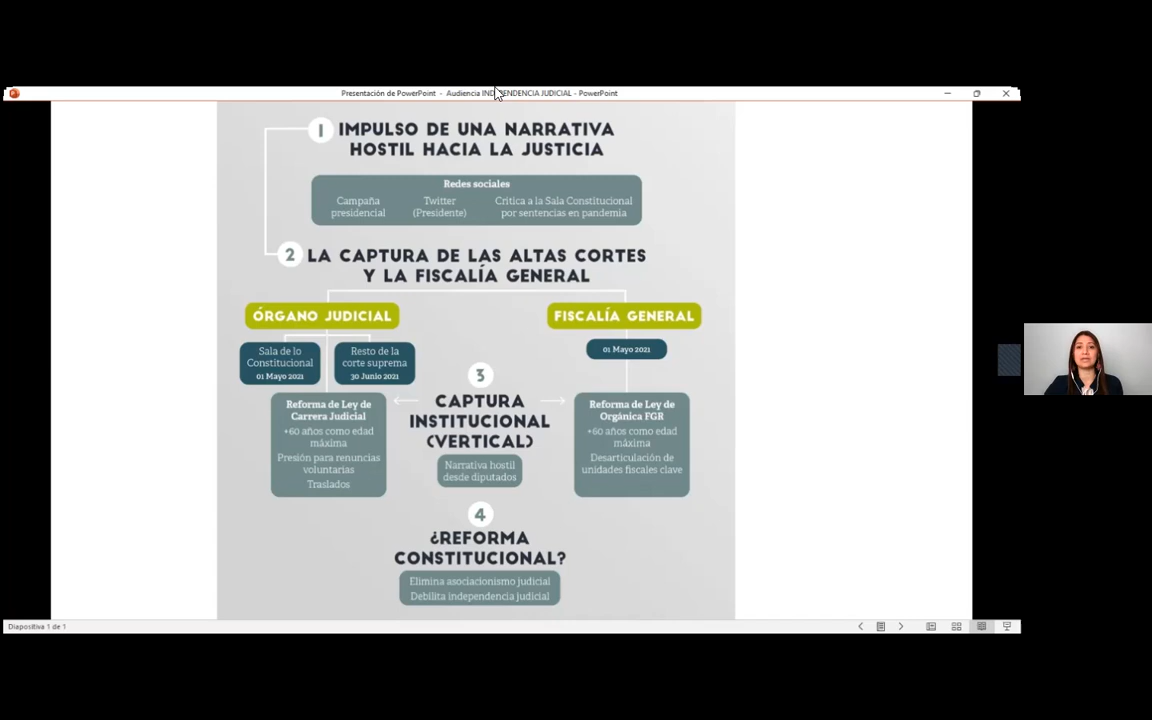 Presentación de PowerPoint - Audiencia INDEPENDENCIA JUDICIAL - PowerPoint
1
IMPULSO DE UNA NARRATIVA
HOSTIL HACIA LA JUSTICIA
Redes sociales
Campaña
presidencial
Twitter
(Presidente)
Critica a la Sala Constitucional
por sentencias en pandemia
2
LA CAPTURA DE LAS ALTAS CORTES
Y LA FISCALÍA GENERAL
ÓRGANO JUDICIAL
Sala de lo
Constitucional
01 Mayo 2021
Resto de la
corte suprema
30 Junio 2021
Reforma de Ley de
Carrera Judicial
+60 años como edad
máxima
Presión para renuncias
voluntarias
Traslados
3
CAPTURA
INSTITUCIONAL
(VERTICAL)
Narrativa hostil
desde diputados
FISCALÍA GENERAL
01 Mayo 2021
Reforma de Ley de
Orgánica FGR
+60 años como edad
máxima
Desarticulación de
unidades fiscales clave
4
¿REFORMA
CONSTITUCIONAL?
Elimina asociacionismo judicial
Debilita independencia judicial
Diapositiva 1 de 1